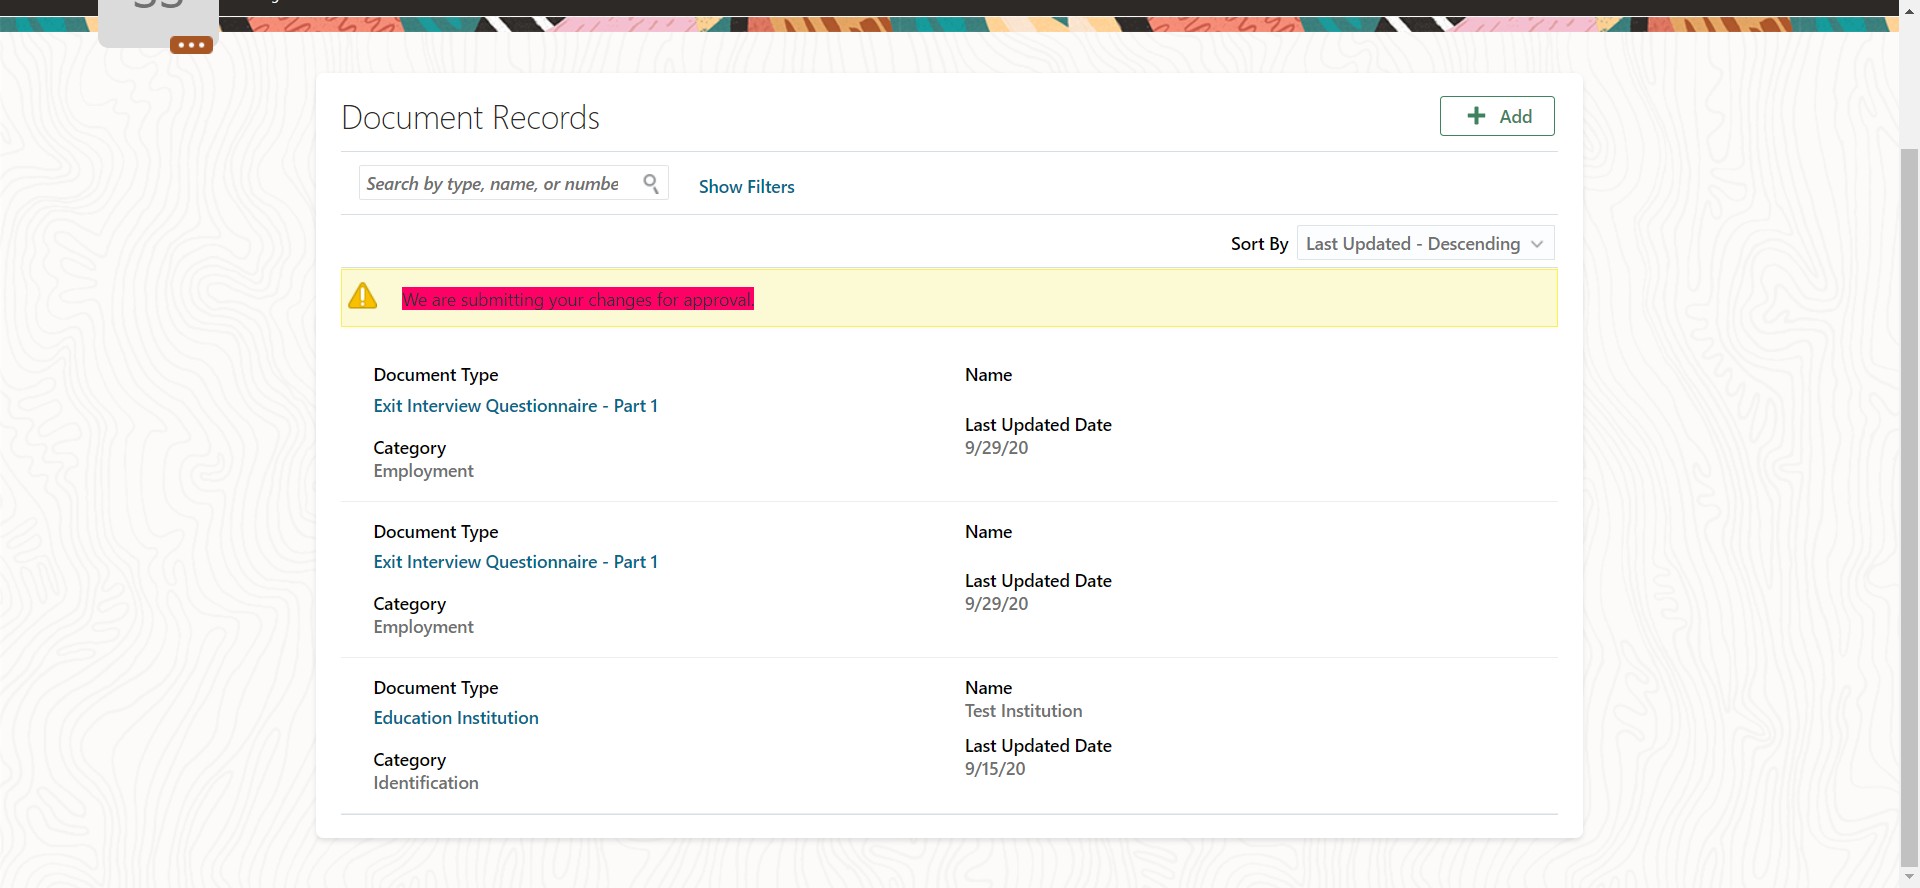 Document Records
Add
Search by type, name, or numbe
Show Filters
Sort By Last Updated - Descending
We are submitting your changes for approval.
Document Type
Exit Interview Questionnaire - Part 1
Category
Employment
Name
Last Updated Date
9/29/20
Document Type
Exit Interview Questionnaire - Part 1
Category
Employment
Name
Last Updated Date
9/29/20
Document Type
Education Institution
Category
Identification
Name
Test Institution
Last Updated Date
9/15/20